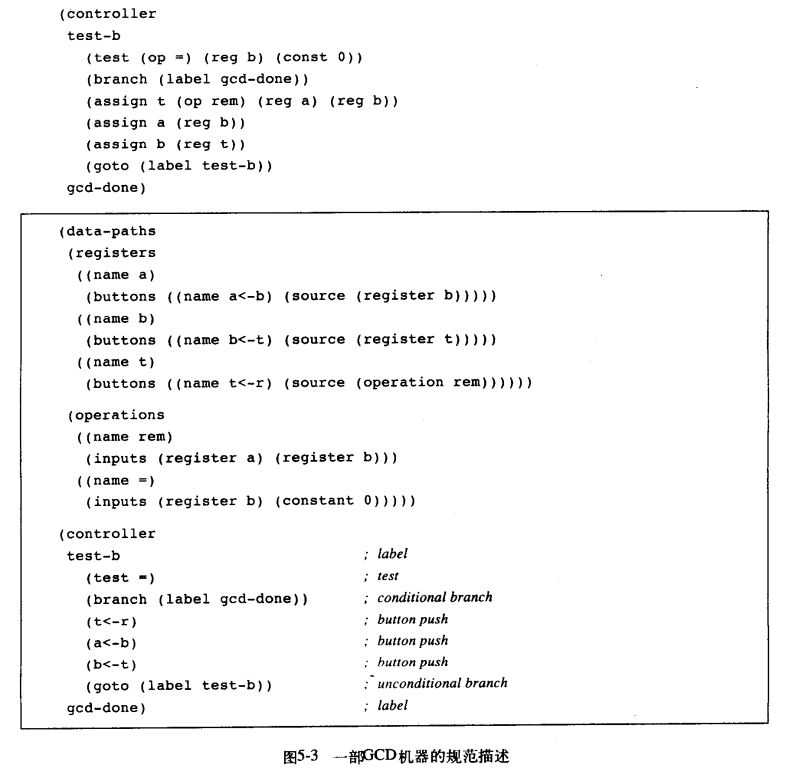 (controller
test-b
(test (op =) (reg b) (const 0))
(branch (label gcd-done))
(assign t (op rem) (reg a) (reg b))
(assign a (reg b))
(assign b (reg t))
(goto (label test-b))
gcd-done)
(data-paths
(registers
((name a)
(buttons ((name a<-b) (source (register b)))))
((name b)
(buttons ((name b<-t) (source (register t)))))
((name t)
(buttons ((name t<-r) (source (operation rem))))))
(operations
((name rem)
(inputs (register a) (register b)))
((name =)
(inputs (register b) (constant 0)))))
(controller
test-b ; label
(test =) ; test
(branch (label gcd-done)) ; conditional branch
(t<-r) ; button push
(a<-b) ; button push
(b<-t) ; button push
(goto (label test-b)) ; unconditional branch
gcd-done) ; label
图5-3 一部GCD机器的规范描述